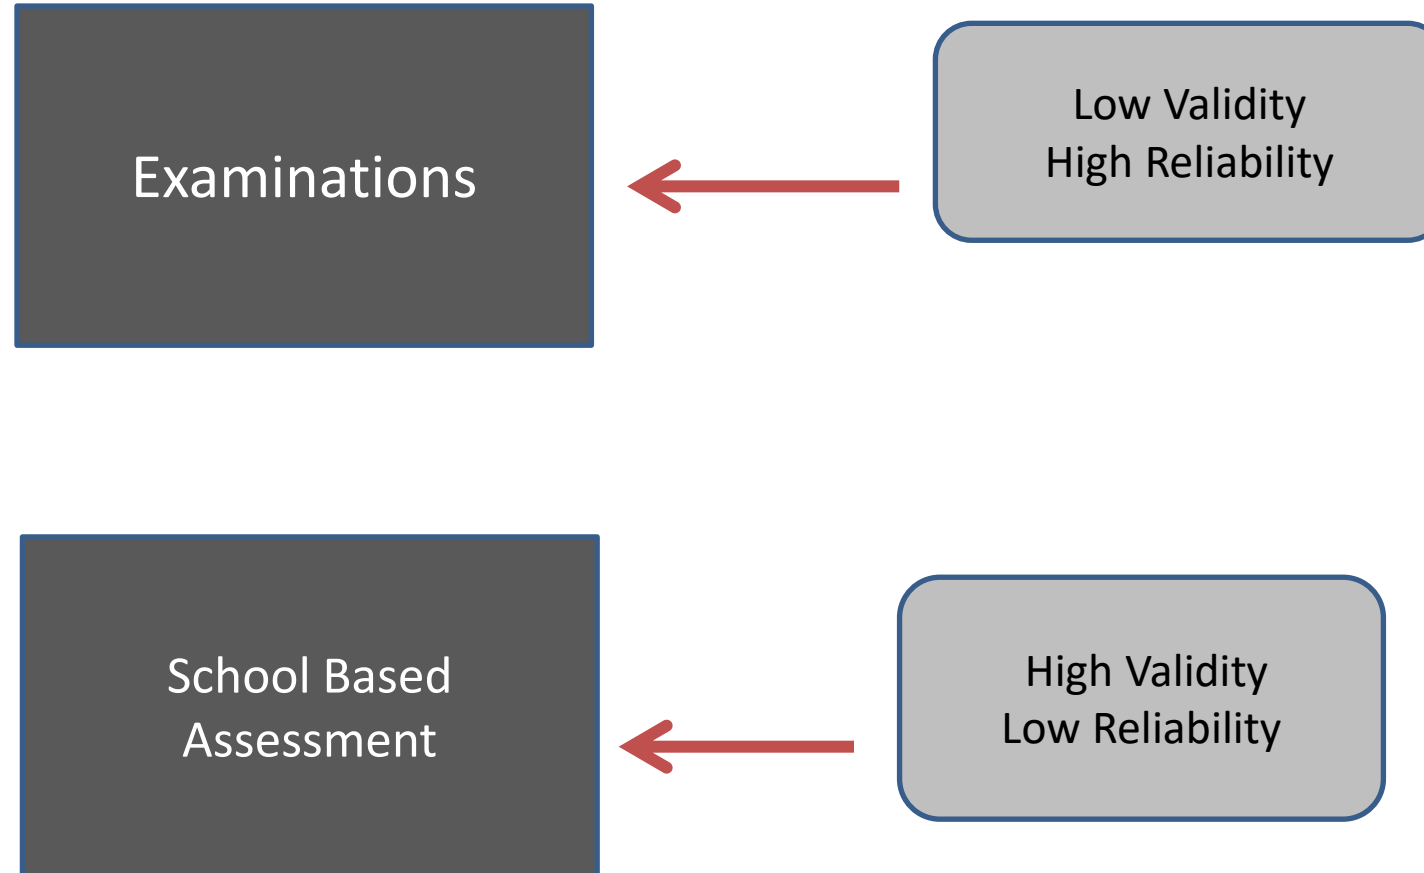 Examinations
Low Validity
High Reliability
School Based
Assessment
High Validity
Low Reliability